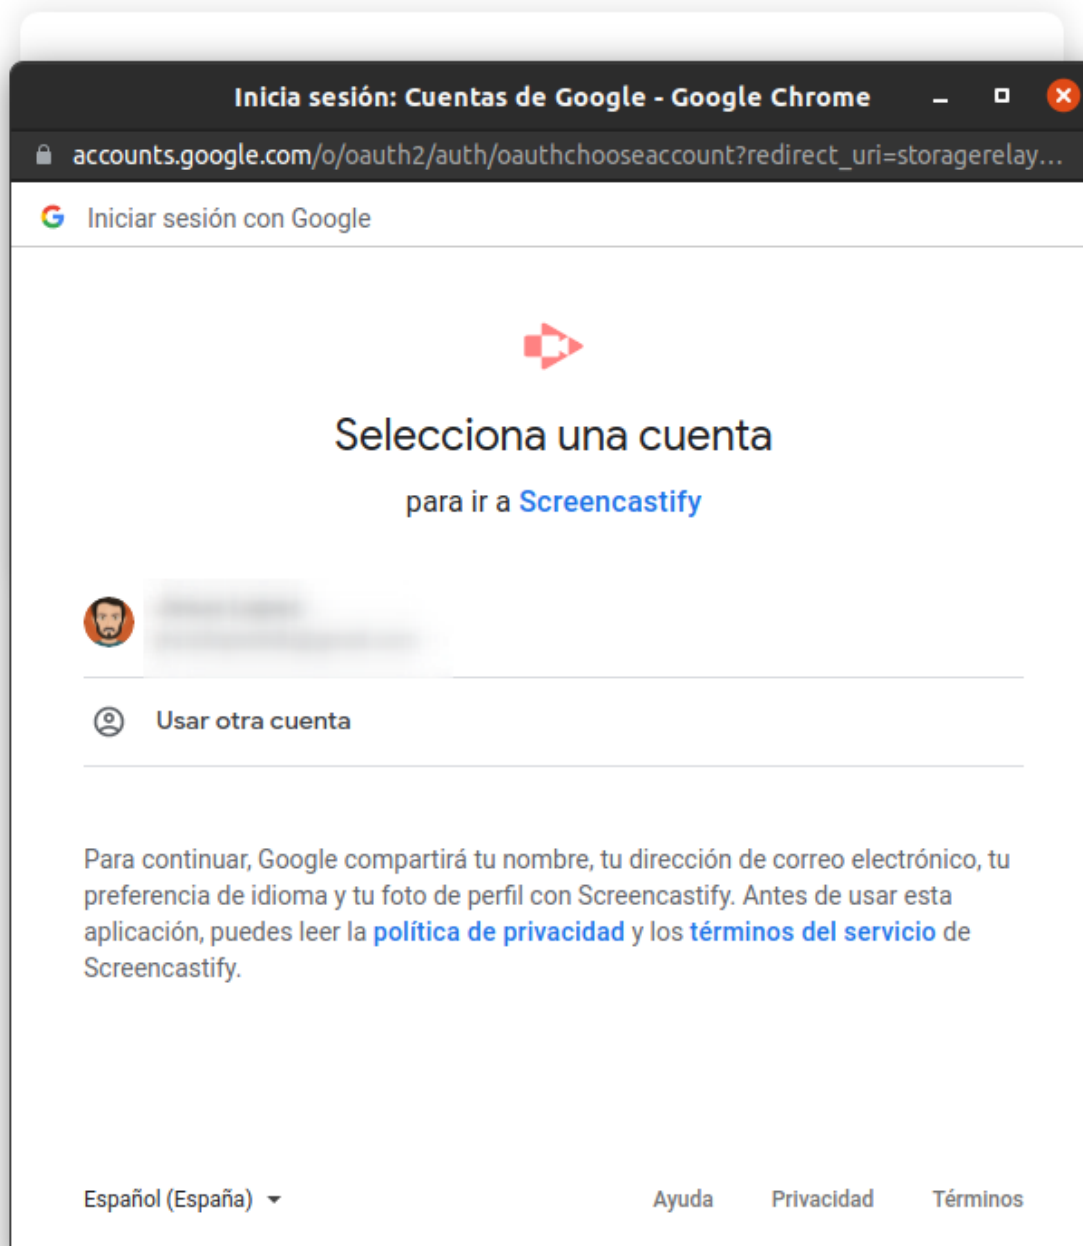 Inicia sesión: Cuentas de Google - Google Chrome
accounts.google.com/o/oauth2/auth/oauthchooseaccount?redirect_uri=storagerelay...
Iniciar sesión con Google
Selecciona una cuenta
para ir a Screencastify
Usar otra cuenta
Para continuar, Google compartirá tu nombre, tu dirección de correo electrónico, tu
preferencia de idioma y tu foto de perfil con Screencastify. Antes de usar esta
aplicación, puedes leer la política de privacidad y los términos del servicio de
Screencastify.
Español (España)
Ayuda Privacidad Términos